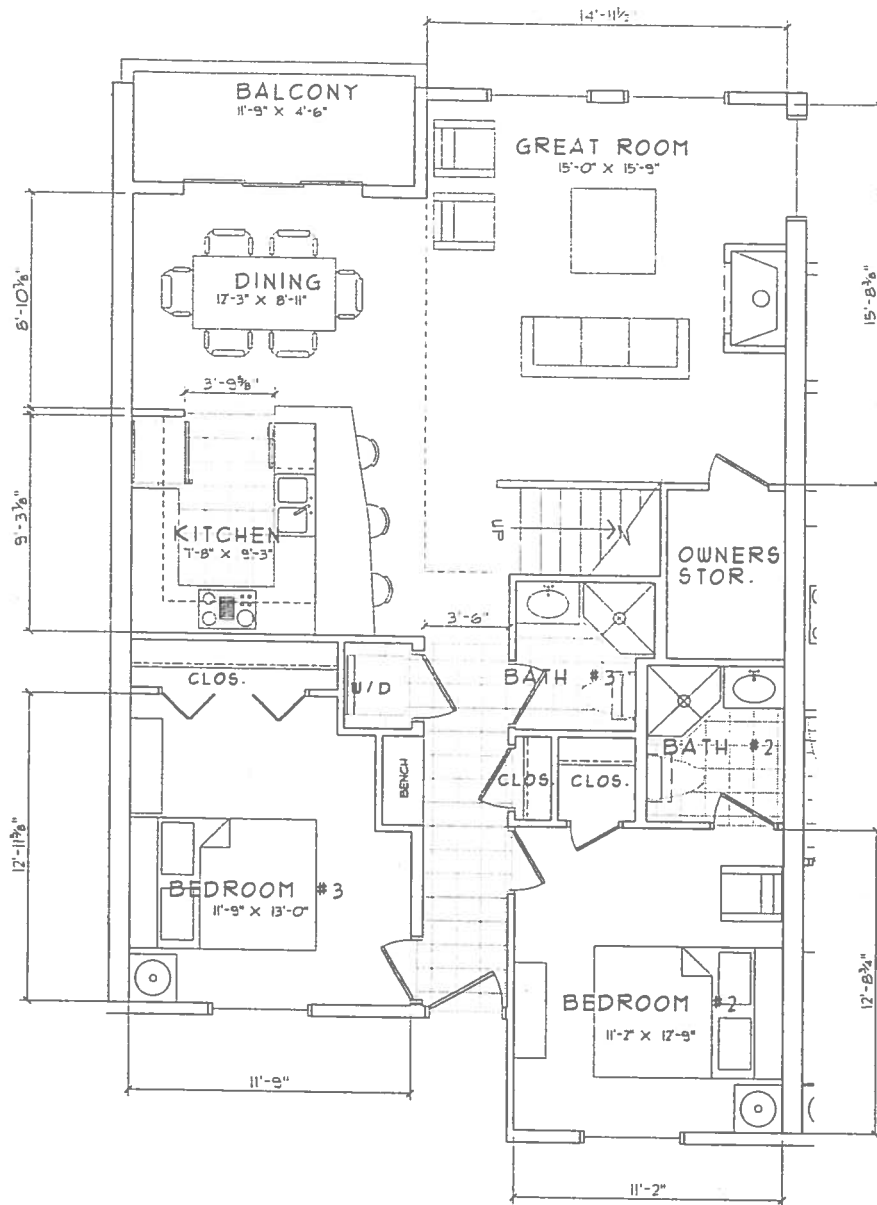 14'-11½"
BALCONY
11'-9" X 4'-6"
GREAT ROOM
15'-0" X 15'-9"
DINING
12'-3" X 8'-11"
8'-10⅞"
15'-8⅜"
3'-9⅝"
9'-3⅞"
KITCHEN
7'-8" X 9'-3"
UP
OWNERS
STOR.
3'-6"
CLOS.
W/D
BATH #3
BATH #2
BENCH
CLOS.
CLOS.
12'-11⅜"
BEDROOM #3
11'-9" X 13'-0"
BEDROOM #2
11'-2" X 12'-9"
12'-8¾"
11'-9"
11'-2"